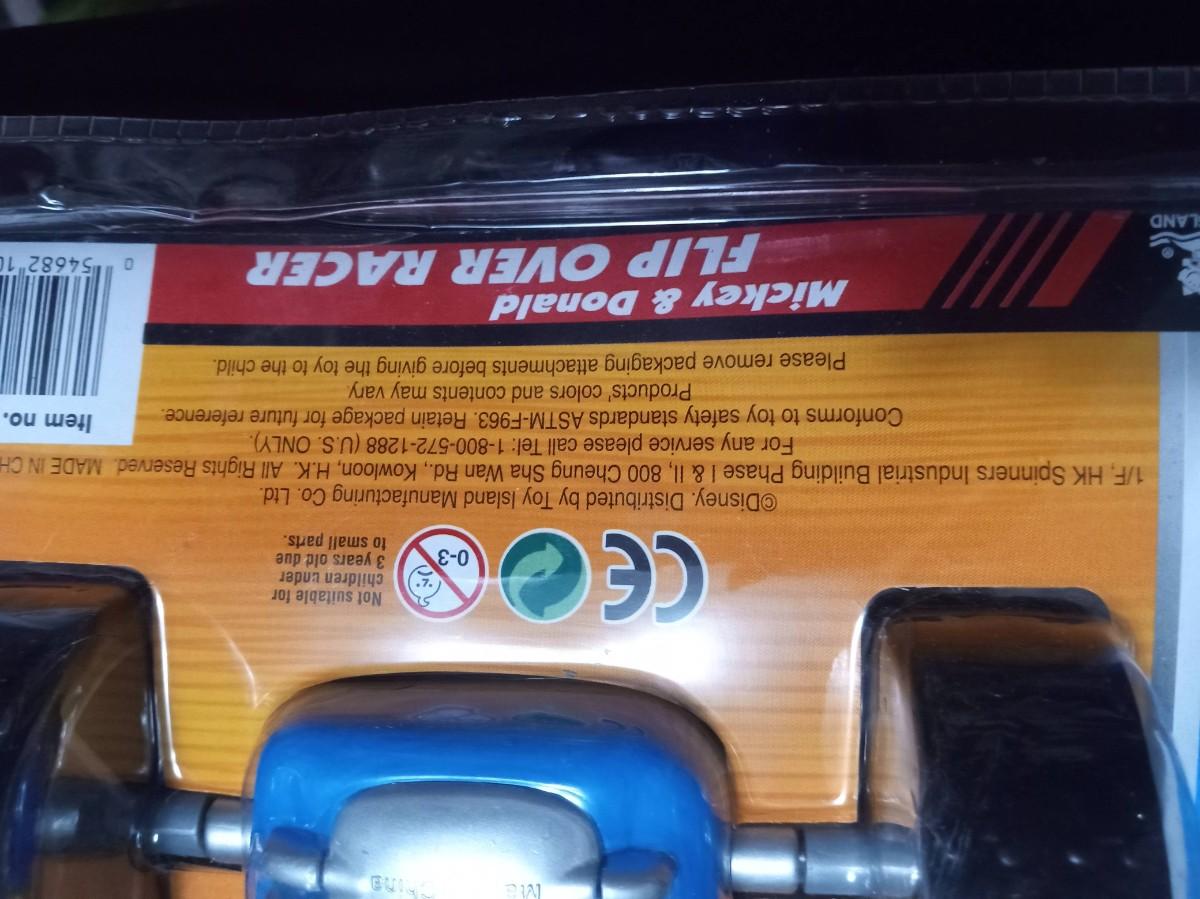 Mickey & Donald
FLIP OVER RACER
LAND
®
Please remove packaging attachments before giving the toy to the child.
Products' colors and contents may vary.
Conforms to toy safety standards ASTM-F963. Retain package for future reference.
For any service please call Tel: 1-800-572-1288 (U.S. ONLY).
1/F, HK Spinners Industrial Building Phase I & II, 800 Cheung Sha Wan Rd., Kowloon, H.K. All Rights Reserved. MADE IN CH
©Disney. Distributed by Toy Island Manufacturing Co. Ltd.
CE
0-3
Not suitable for
children under
3 years old due
to small parts.
Item no.
0 54682 10
China